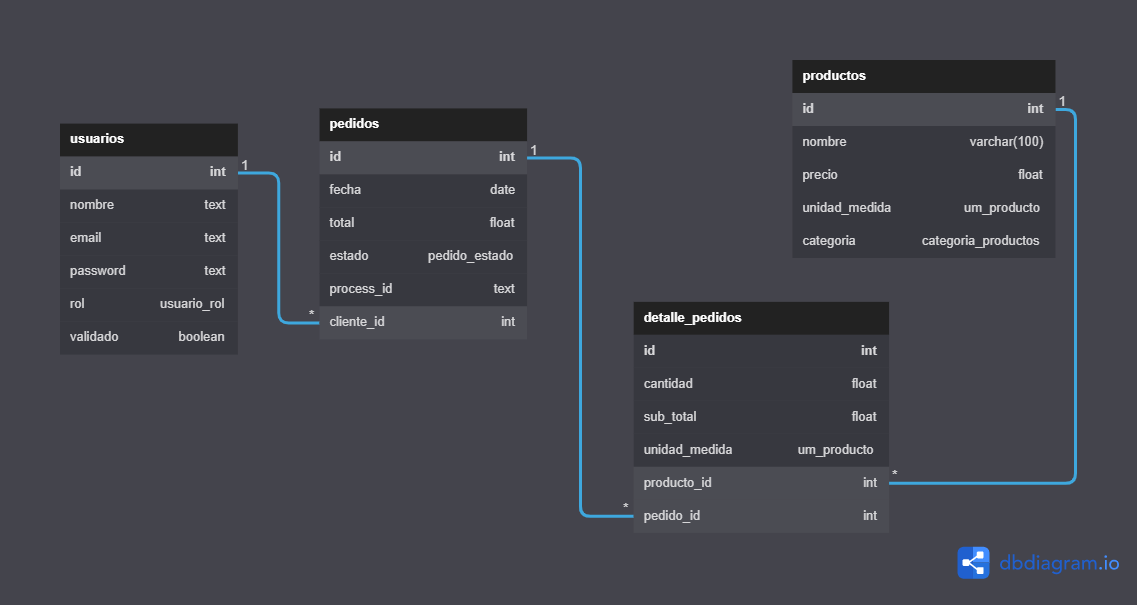 usuarios
id int
nombre text
email text
password text
rol usuario_rol
validado boolean
1
*
pedidos
id int
fecha date
total float
estado pedido_estado
process_id text
cliente_id int
1
*
productos
id int
nombre varchar(100)
precio float
unidad_medida um_producto
categoria categoria_productos
1
*
detalle_pedidos
id int
cantidad float
sub_total float
unidad_medida um_producto
producto_id int
pedido_id int
dbdiagram.io